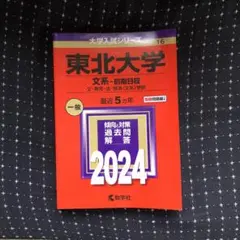 大学入試シリーズ
東北大学
文系-前期日程
最近5カ年
一般
傾向と対策
過去問
解答
2024
教学社